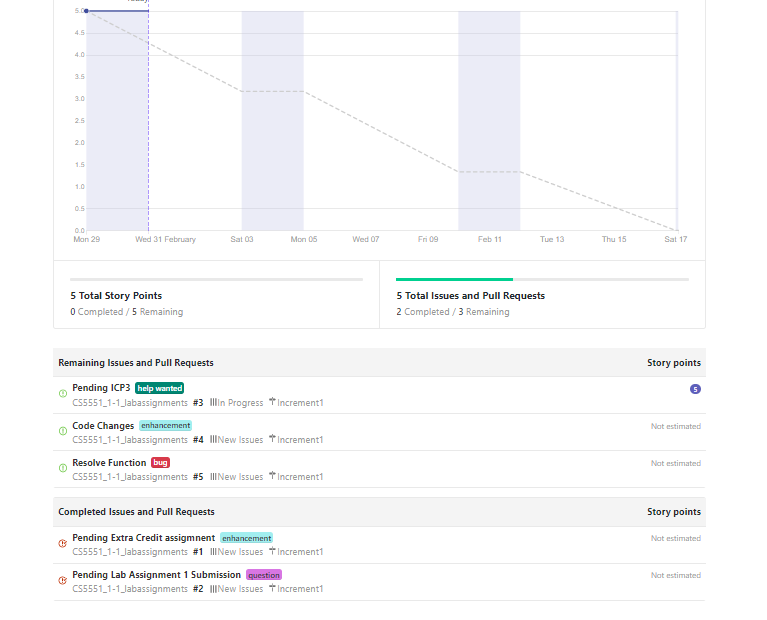 Today
5.0
4.5
4.0
3.5
3.0
2.5
2.0
1.5
1.0
0.5
0.0
Mon 29 Wed 31 February Sat 03 Mon 05 Wed 07 Fri 09 Feb 11 Tue 13 Thu 15 Sat 17
5 Total Story Points
0 Completed / 5 Remaining
5 Total Issues and Pull Requests
2 Completed / 3 Remaining
Remaining Issues and Pull Requests Story points
Pending ICP3 help wanted 5
CS5551_1-1_labassignments #3 In Progress Increment1
Code Changes enhancement Not estimated
CS5551_1-1_labassignments #4 New Issues Increment1
Resolve Function bug Not estimated
CS5551_1-1_labassignments #5 New Issues Increment1
Completed Issues and Pull Requests Story points
Pending Extra Credit assigmnent enhancement Not estimated
CS5551_1-1_labassignments #1 New Issues Increment1
Pending Lab Assignment 1 Submission question Not estimated
CS5551_1-1_labassignments #2 New Issues Increment1